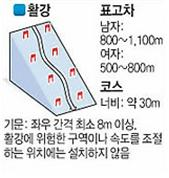 활강
표고차
남자:
800~1,100m
여자:
500~800m
코스
너비: 약 30m
기문: 좌우 간격 최소 8m 이상.
활강에 위험한 구역이나 속도를 조절
하는 위치에는 설치하지 않음